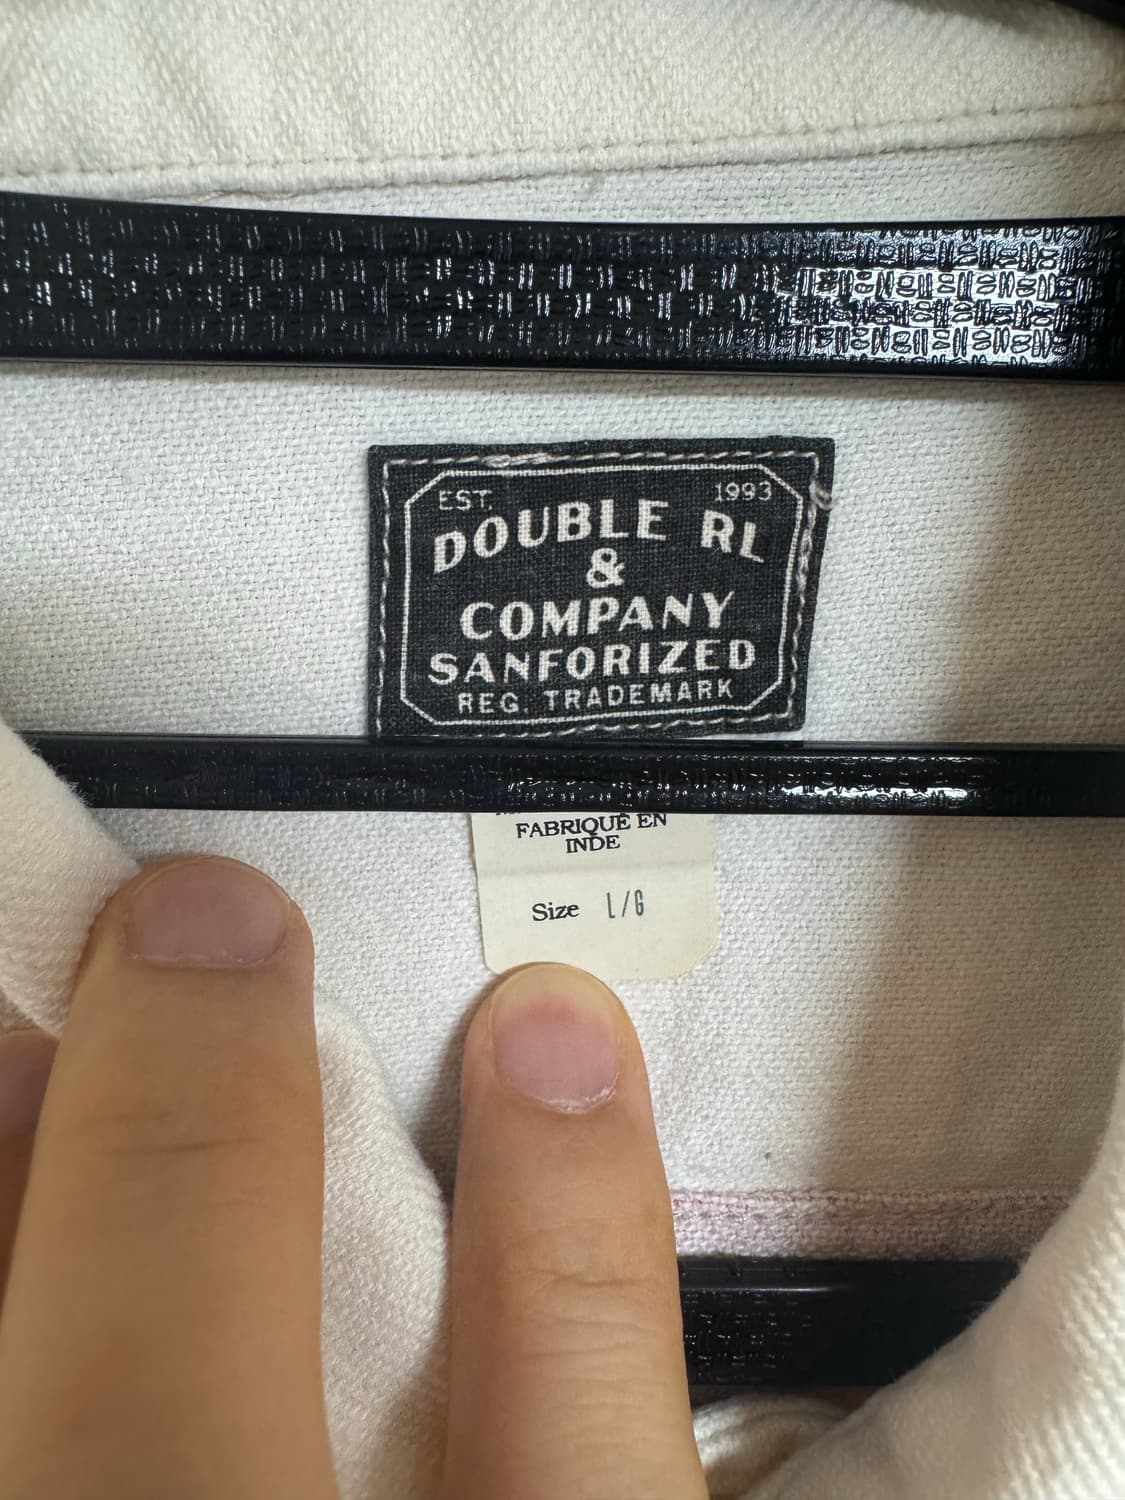 EST. 1993
DOUBLE RL
&
COMPANY
SANFORIZED
REG. TRADEMARK
FABRIQUÉ EN
INDE
Size L/G